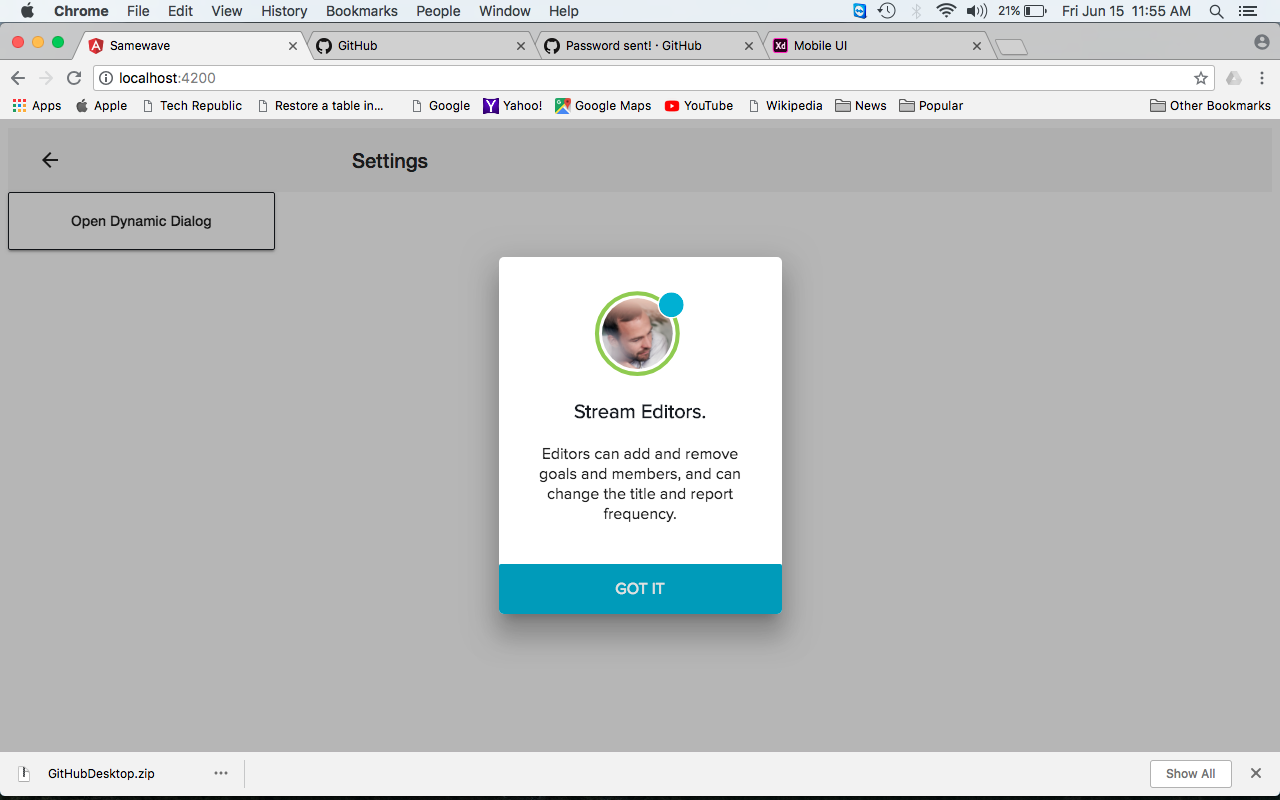 Chrome File Edit View History Bookmarks People Window Help 21% Fri Jun 15 11:55 AM
Samewave GitHub Password sent! · GitHub Xd Mobile UI
localhost:4200
Apps Apple Tech Republic Restore a table in... Google Yahoo! Google Maps YouTube Wikipedia News Popular Other Bookmarks
Settings
Open Dynamic Dialog
Stream Editors.
Editors can add and remove
goals and members, and can
change the title and report
frequency.
GOT IT
GitHubDesktop.zip Show All